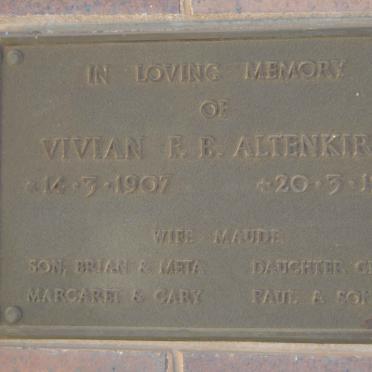 IN LOVING MEMORY
OF
VIVIAN F. E. ALTENKIR
14·3·1907 20·3·1
WIFE MAUDE
SON, BRIAN & META DAUGHTER,
MARGARET & GARY PAUL & SON